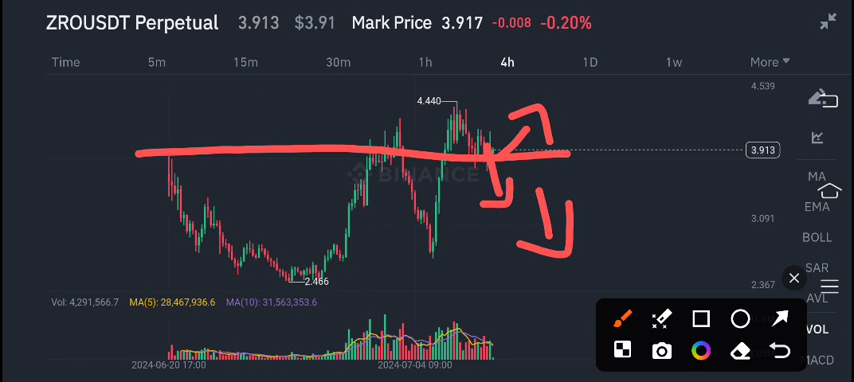 ZROUSDT Perpetual 3.913 $3.91 Mark Price 3.917 -0.008 -0.20%
Time 5m 15m 30m 1h 4h 1D 1w More
4.539
4.440
3.913
BINANCE
MA
EMA
3.091
BOLL
SAR
2.466
2.367
AVL
Vol: 4,291,566.7 MA(5): 28,467,936.6 MA(10): 31,563,353.6
VOL
MACD
2024-06-20 17:00 2024-07-04 09:00